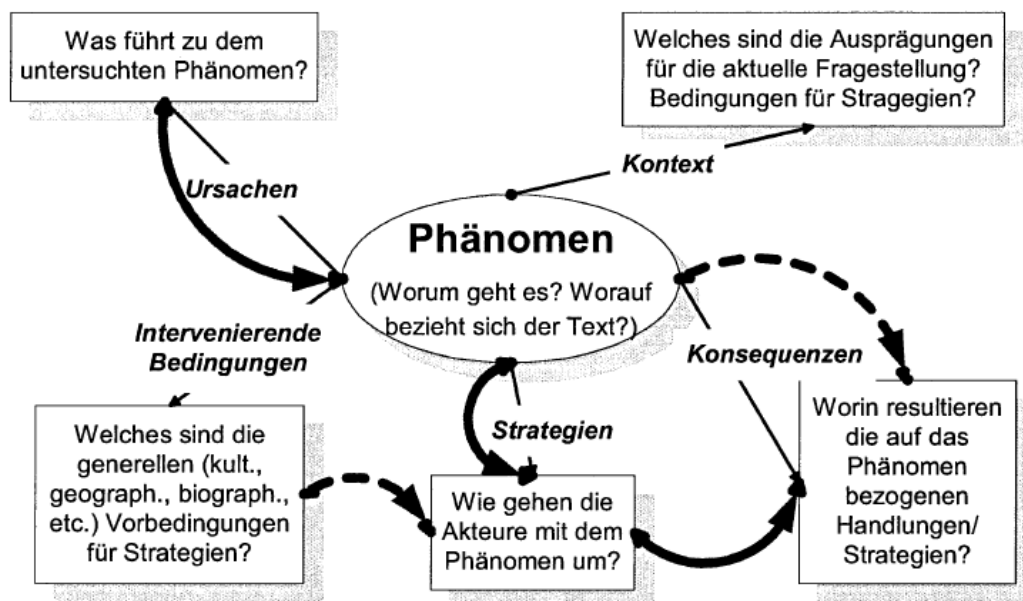 Was führt zu dem
untersuchten Phänomen?
Welches sind die Ausprägungen
für die aktuelle Fragestellung?
Bedingungen für Stragegien?
Ursachen
Kontext
Phänomen
(Worum geht es? Worauf
bezieht sich der Text?)
Intervenierende
Bedingungen
Konsequenzen
Strategien
Welches sind die
generellen (kult.,
geograph., biograph.,
etc.) Vorbedingungen
für Strategien?
Wie gehen die
Akteure mit dem
Phänomen um?
Worin resultieren
die auf das
Phänomen
bezogenen
Handlungen/
Strategien?